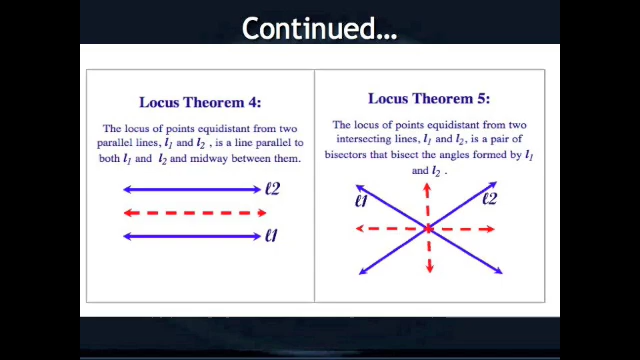 Continued...
Locus Theorem 4:
The locus of points equidistant from two
parallel lines, l1 and l2 , is a line parallel to
both l1 and l2 and midway between them.
ℓ2
ℓ1
Locus Theorem 5:
The locus of points equidistant from two
intersecting lines, l1 and l2, is a pair of
bisectors that bisect the angles formed by l1
and l2 .
ℓ1
ℓ2